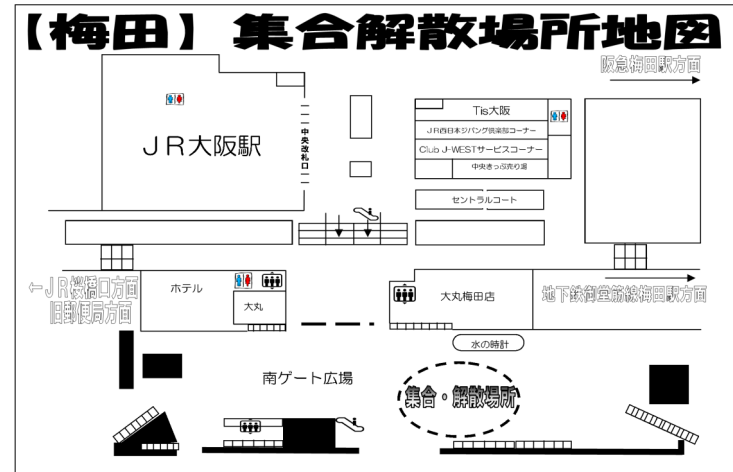 【梅田】 集合解散場所地図
阪急梅田駅方面
JR大阪駅
中央改札口
Tis大阪
JR西日本ジパング倶楽部コーナー
Club J-WESTサービスコーナー
中央きっぷ売り場
セントラルコート
←JR桜橋口方面
旧郵便局方面
ホテル
大丸
大丸梅田店
地下鉄御堂筋線梅田駅方面
水の時計
南ゲート広場
集合・解散場所